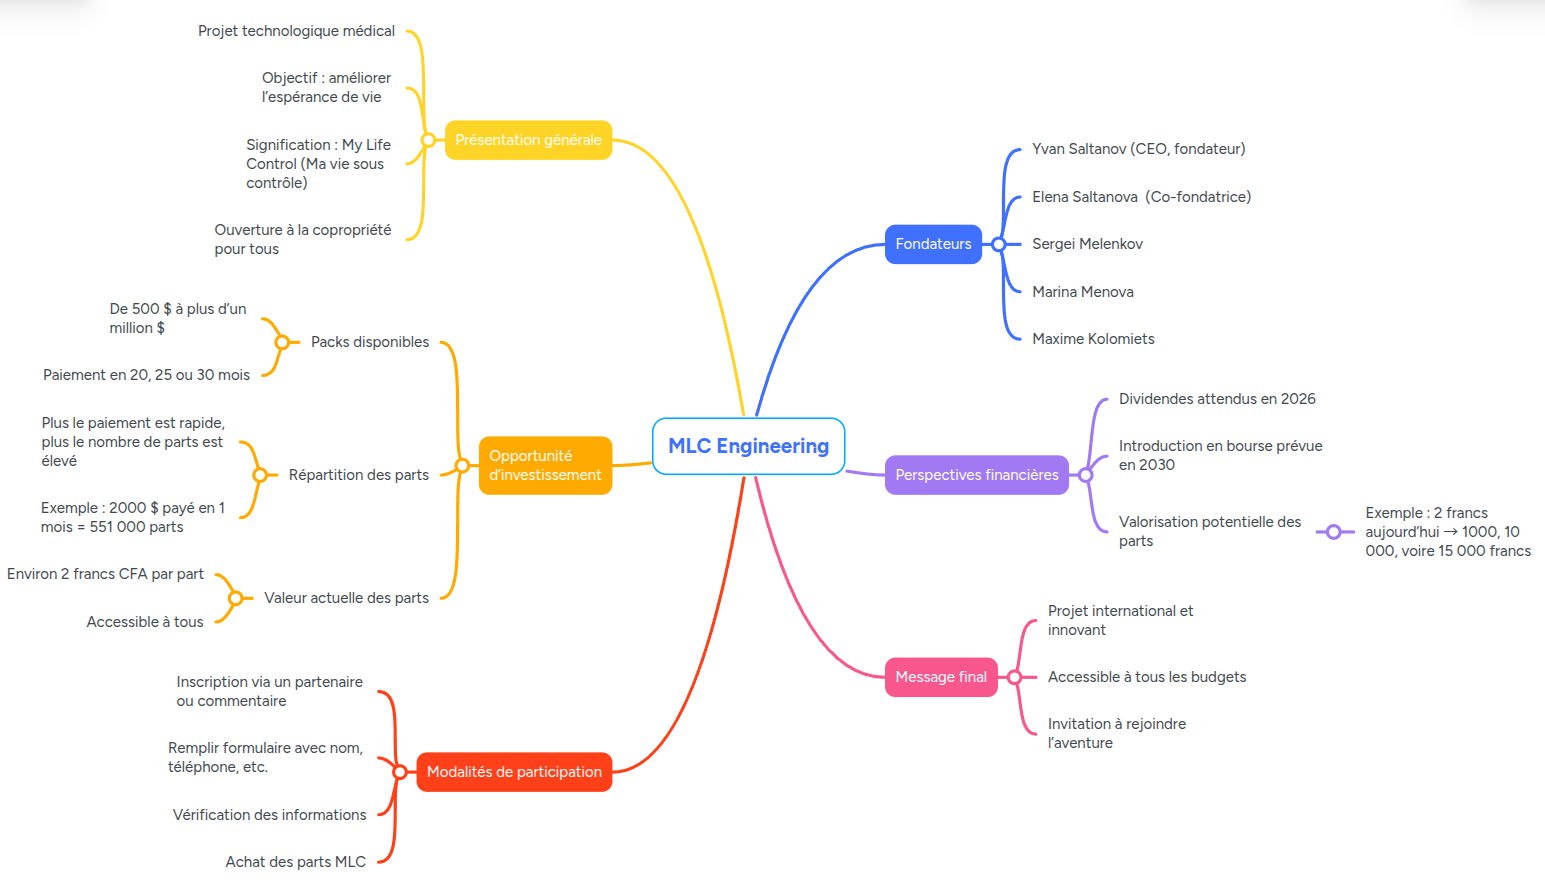 Projet technologique médical
Objectif : améliorer
l'espérance de vie
Signification : My Life
Control (Ma vie sous
contrôle)
Ouverture à la copropriété
pour tous
Présentation générale
De 500 $ à plus d'un
million $
Paiement en 20, 25 ou 30 mois
Packs disponibles
Plus le paiement est rapide,
plus le nombre de parts est
élevé
Exemple : 2000 $ payé en 1
mois = 551 000 parts
Répartition des parts
Environ 2 francs CFA par part
Accessible à tous
Valeur actuelle des parts
Opportunité
d'investissement
Inscription via un partenaire
ou commentaire
Remplir formulaire avec nom,
téléphone, etc.
Vérification des informations
Achat des parts MLC
Modalités de participation
MLC Engineering
Fondateurs
Yvan Saltanov (CEO, fondateur)
Elena Saltanova  (Co-fondatrice)
Sergei Melenkov
Marina Menova
Maxime Kolomiets
Perspectives financières
Dividendes attendus en 2026
Introduction en bourse prévue
en 2030
Valorisation potentielle des
parts
Exemple : 2 francs
aujourd'hui → 1000, 10
000, voire 15 000 francs
Message final
Projet international et
innovant
Accessible à tous les budgets
Invitation à rejoindre
l'aventure